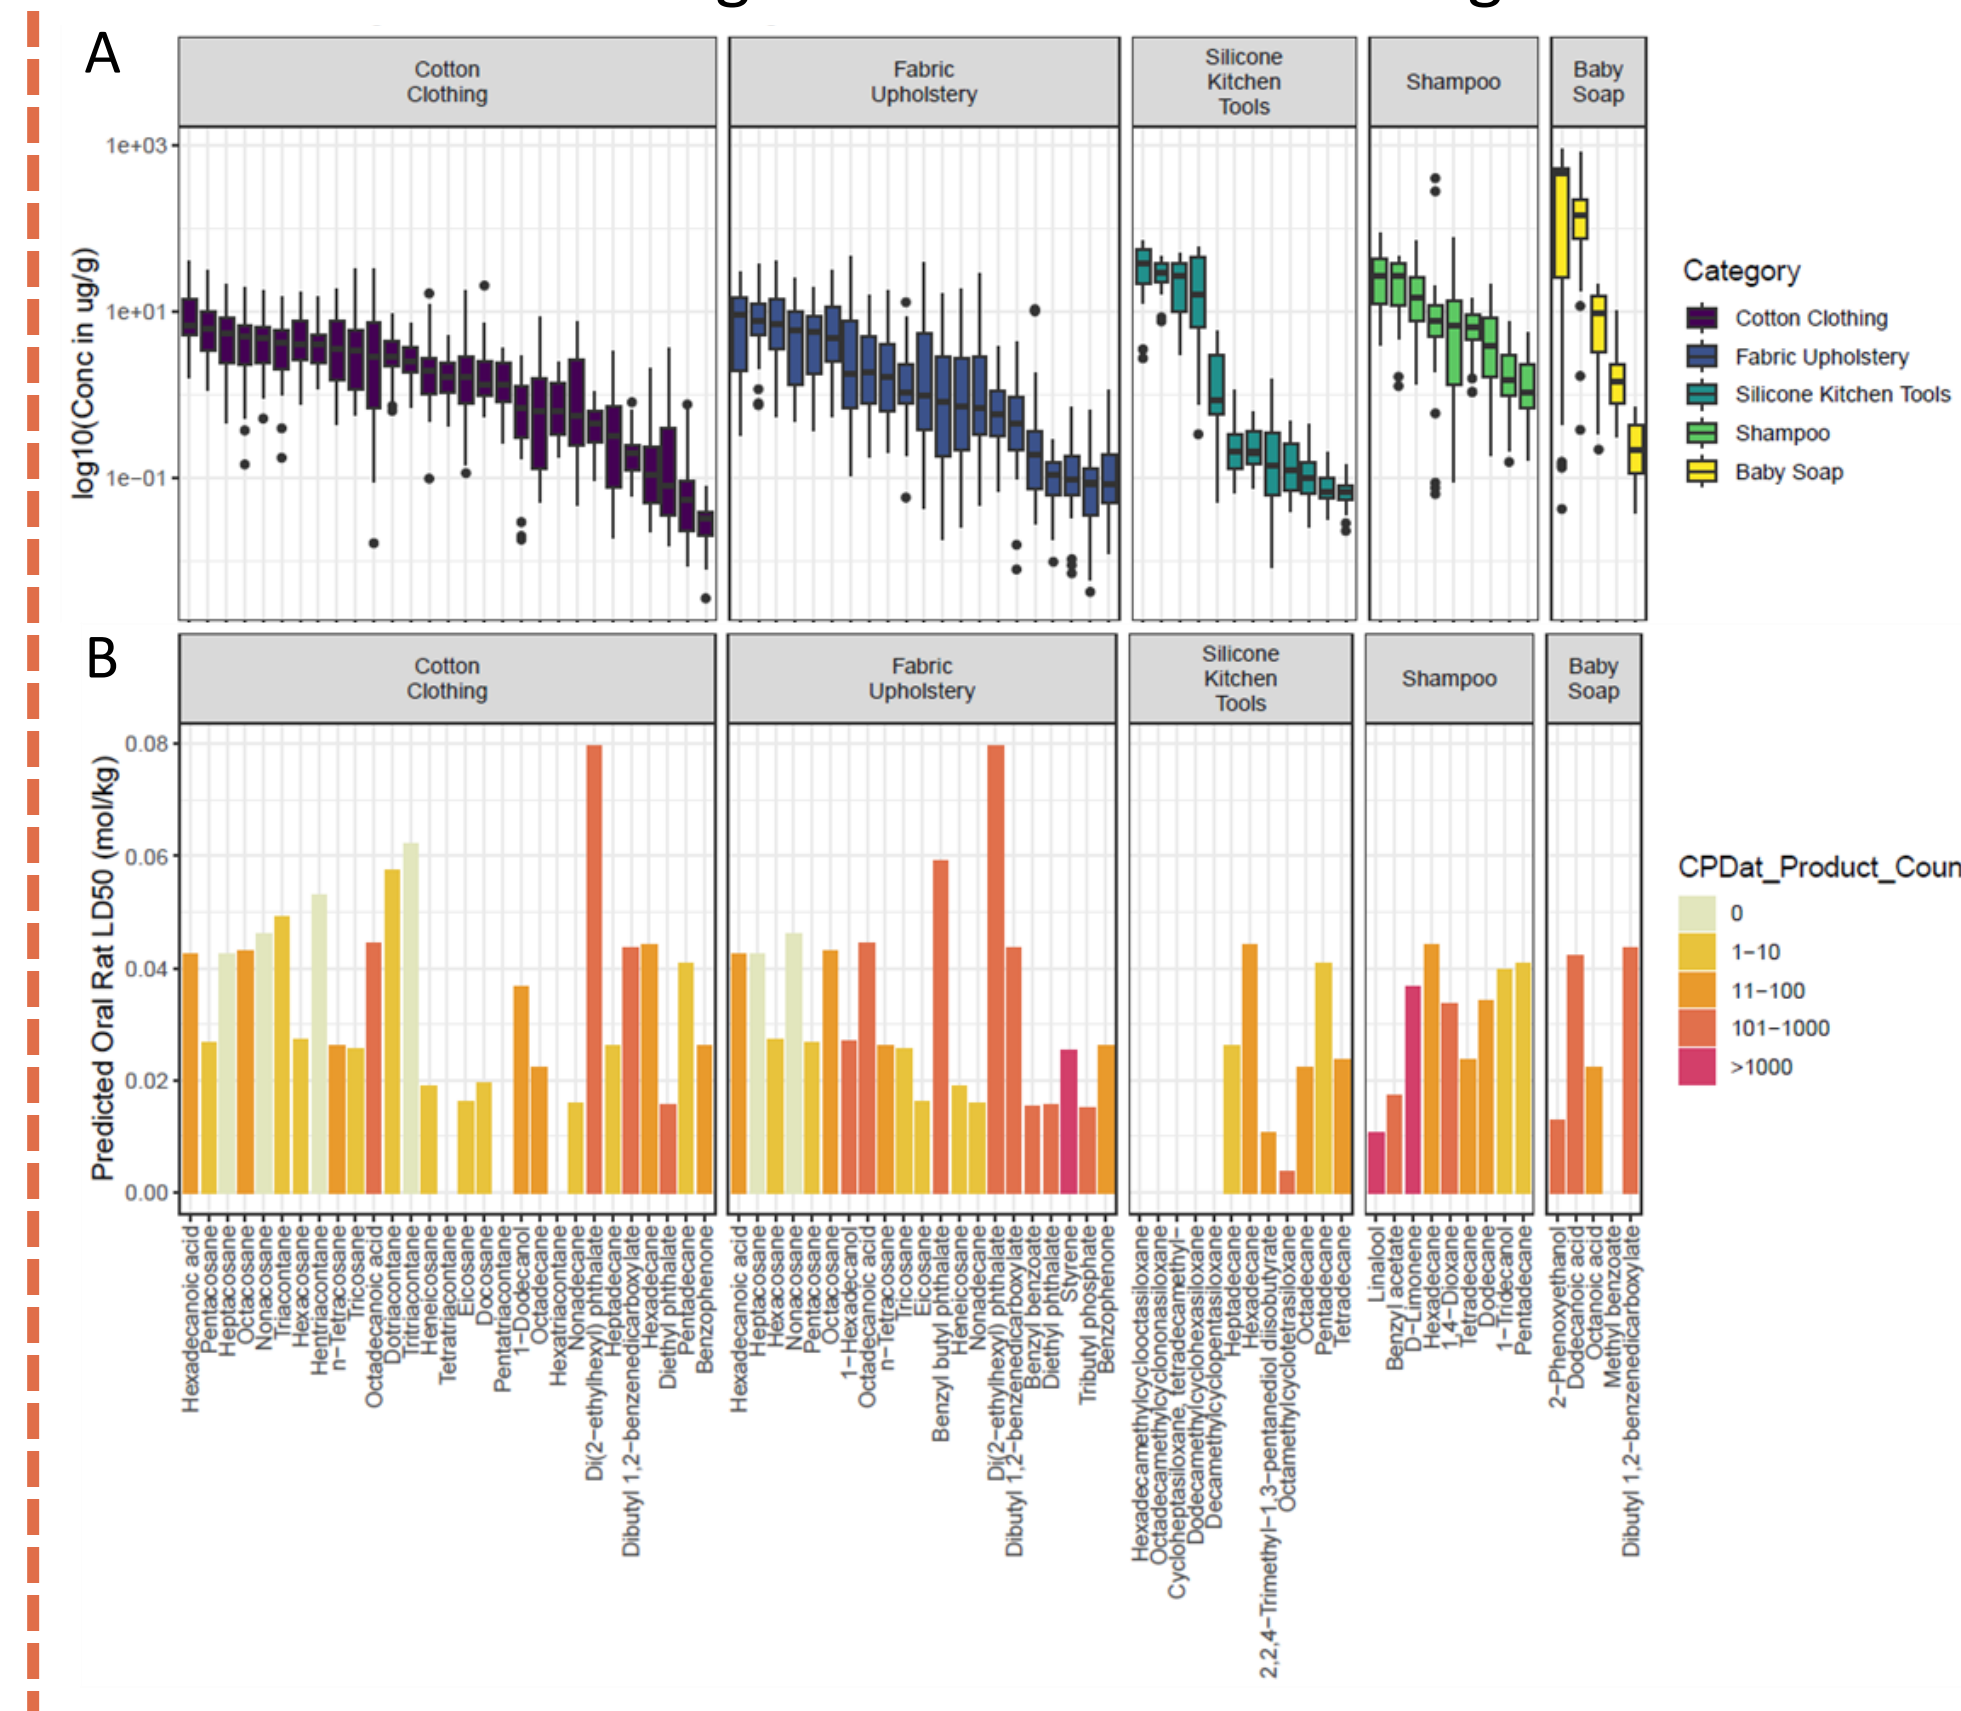 A
Cotton
Clothing
Fabric
Upholstery
Silicone
Kitchen
Tools
Shampoo
Baby
Soap
1e+03
1e+01
1e−01
log10(Conc in ug/g)
Category
Cotton Clothing
Fabric Upholstery
Silicone Kitchen Tools
Shampoo
Baby Soap
B
Cotton
Clothing
Fabric
Upholstery
Silicone
Kitchen
Tools
Shampoo
Baby
Soap
0.08
0.06
0.04
0.02
0.00
Predicted Oral Rat LD50 (mol/kg)
CPDat_Product_Coun
0
1−10
11−100
101−1000
>1000
Hexadecanoic acid
Pentacosane
Heptacosane
Octacosane
Nonacosane
Triacontane
Hexacosane
Hentriacontane
n−Tetracosane
Tricosane
Octadecanoic acid
Dotriacontane
Tritriacontane
Heneicosane
Tetratriacontane
Eicosane
Docosane
Pentatriacontane
1−Dodecanol
Octadecane
Hexatriacontane
Nonadecane
Di(2−ethylhexyl) phthalate
Heptadecane
Dibutyl 1,2−benzenedicarboxylate
Hexadecane
Diethyl phthalate
Pentadecane
Benzophenone
Hexadecanoic acid
Heptacosane
Hexacosane
Nonacosane
Pentacosane
Octacosane
1−Hexadecanol
Octadecanoic acid
n−Tetracosane
Tricosane
Eicosane
Benzyl butyl phthalate
Heneicosane
Nonadecane
Di(2−ethylhexyl) phthalate
Dibutyl 1,2−benzenedicarboxylate
Benzyl benzoate
Diethyl phthalate
Styrene
Tributyl phosphate
Benzophenone
Hexadecamethylcyclooctasiloxane
Octadecamethylcyclononasiloxane
Cycloheptasiloxane, tetradecamethyl−
Dodecamethylcyclohexasiloxane
Decamethylcyclopentasiloxane
Heptadecane
Hexadecane
2,2,4−Trimethyl−1,3−pentanediol diisobutyrate
Octamethylcyclotetrasiloxane
Octadecane
Pentadecane
Tetradecane
Linalool
Benzyl acetate
D−Limonene
Hexadecane
1,4−Dioxane
Tetradecane
Dodecane
1−Tridecanol
Pentadecane
2−Phenoxyethanol
Dodecanoic acid
Octanoic acid
Methyl benzoate
Dibutyl 1,2−benzenedicarboxylate